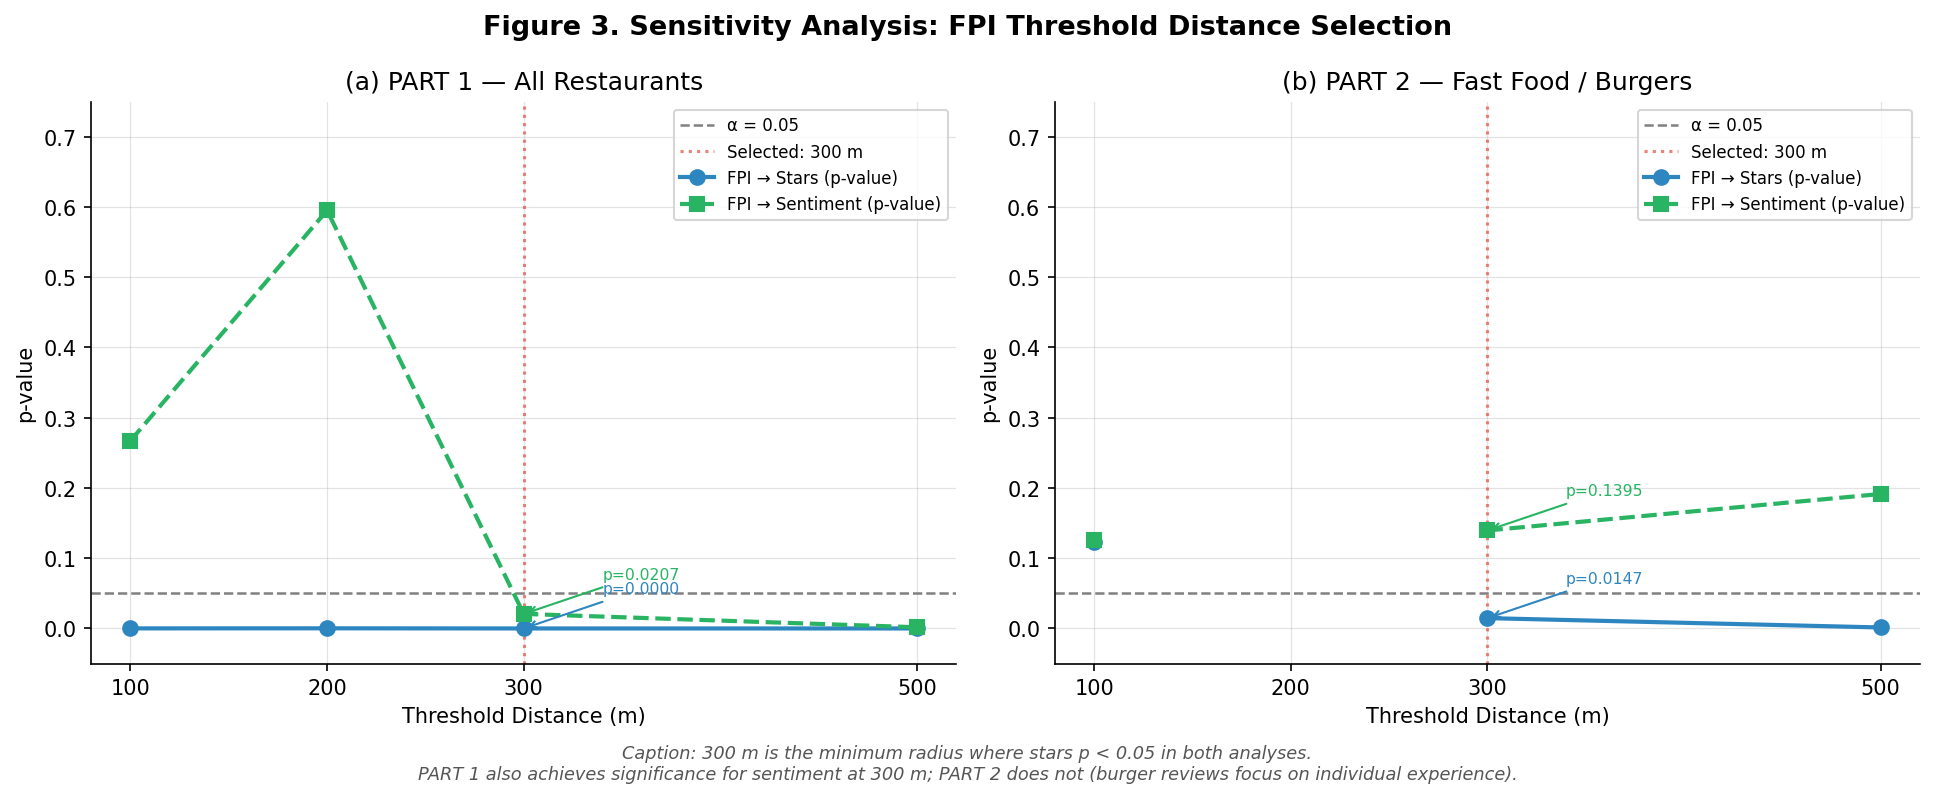 Figure 3. Sensitivity Analysis: FPI Threshold Distance Selection
(a) PART 1 — All Restaurants
α = 0.05
Selected: 300 m
FPI → Stars (p-value)
FPI → Sentiment (p-value)
p-value
0.7
0.6
0.5
0.4
0.3
0.2
0.1
0.0
p=0.0207
p=0.0000
100
200
300
500
Threshold Distance (m)
(b) PART 2 — Fast Food / Burgers
α = 0.05
Selected: 300 m
FPI → Stars (p-value)
FPI → Sentiment (p-value)
p-value
0.7
0.6
0.5
0.4
0.3
0.2
0.1
0.0
p=0.1395
p=0.0147
100
200
300
500
Threshold Distance (m)
Caption: 300 m is the minimum radius where stars p < 0.05 in both analyses.
PART 1 also achieves significance for sentiment at 300 m; PART 2 does not (burger reviews focus on individual experience).